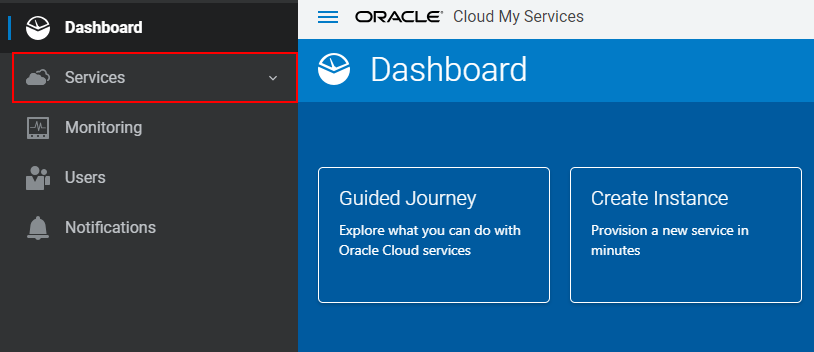 Dashboard
Services
Monitoring
Users
Notifications
ORACLE® Cloud My Services
Dashboard
Guided Journey
Explore what you can do with
Oracle Cloud services
Create Instance
Provision a new service in
minutes